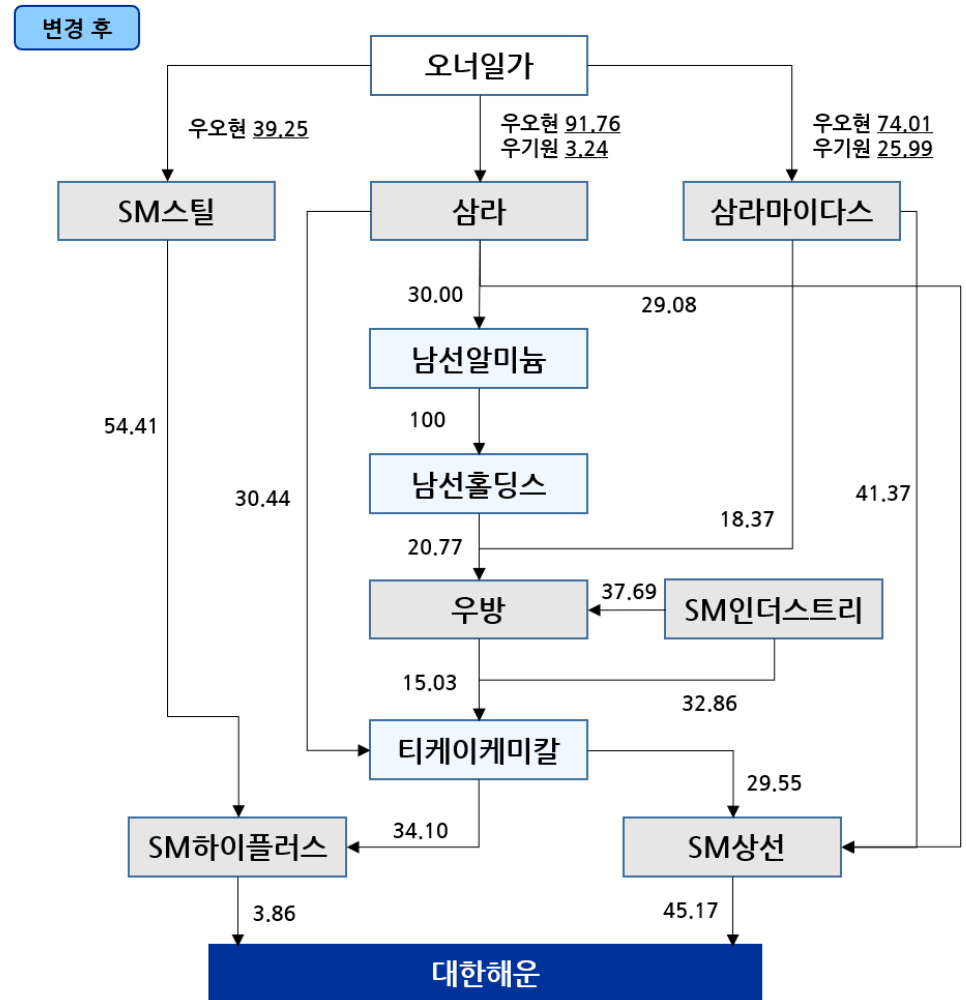 변경 후
오너일가
우오현 39.25
우오현 91.76
우기원 3.24
우오현 74.01
우기원 25.99
SM스틸
삼라
삼라마이다스
30.00
29.08
남선알미늄
54.41
100
남선홀딩스
30.44
41.37
18.37
20.77
우방
37.69
SM인더스트리
15.03
32.86
티케이케미칼
29.55
34.10
SM하이플러스
SM상선
3.86
45.17
대한해운